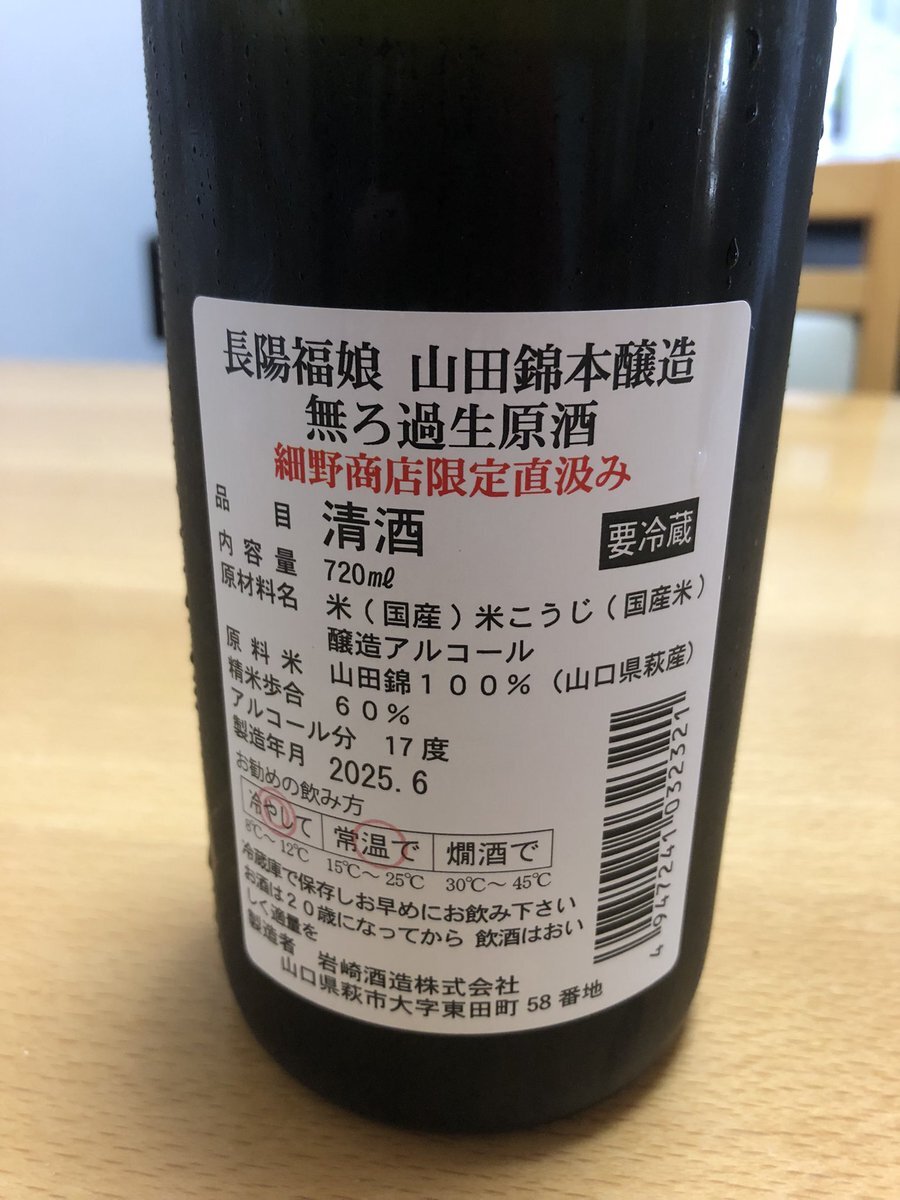 長陽福娘 山田錦本醸造
無ろ過生原酒
細野商店限定直汲み
品目 清酒
要冷蔵
内容量 720㎖
原材料名 米(国産)米こうじ(国産米)
醸造アルコール
原料米 山田錦100%(山口県萩産)
精米歩合 60%
アルコール分 17度
製造年月 2025.6
お勧めの飲み方
冷やして 常温で 燗酒で
8℃～12℃ 15℃～25℃ 30℃～45℃
冷蔵庫で保存しお早めにお飲み下さい
お酒は20歳になってから 飲酒はおい
しく適量を
製造者 岩崎酒造株式会社
山口県萩市大字東田町58番地
4947241032321